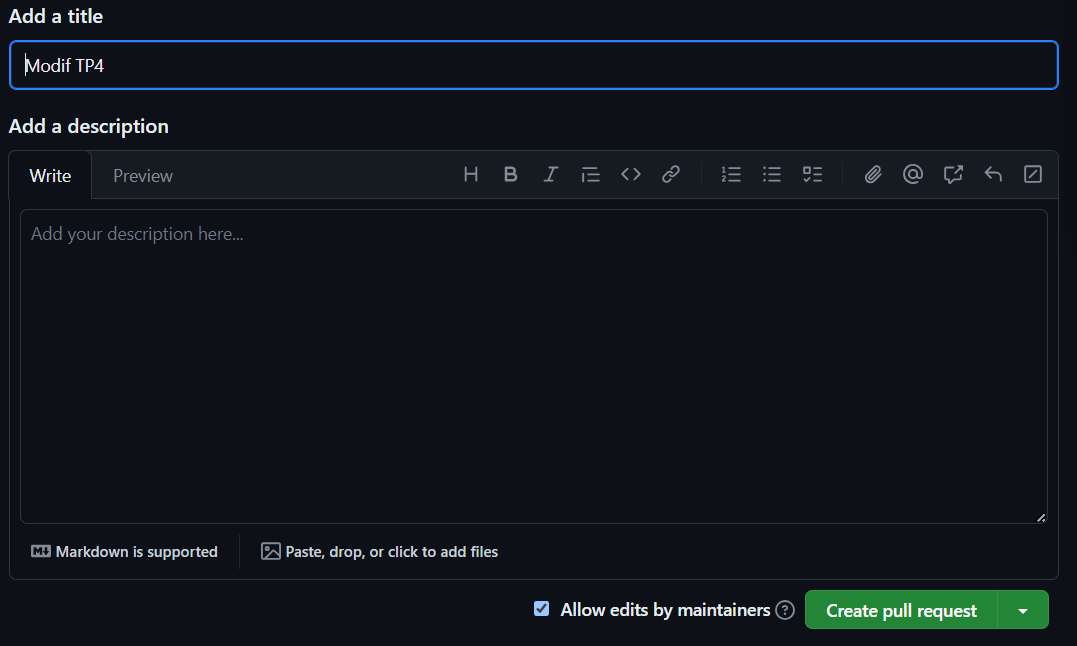 Add a title
Modif TP4
Add a description
Write Preview
Add your description here...
Markdown is supported Paste, drop, or click to add files
Allow edits by maintainers Create pull request